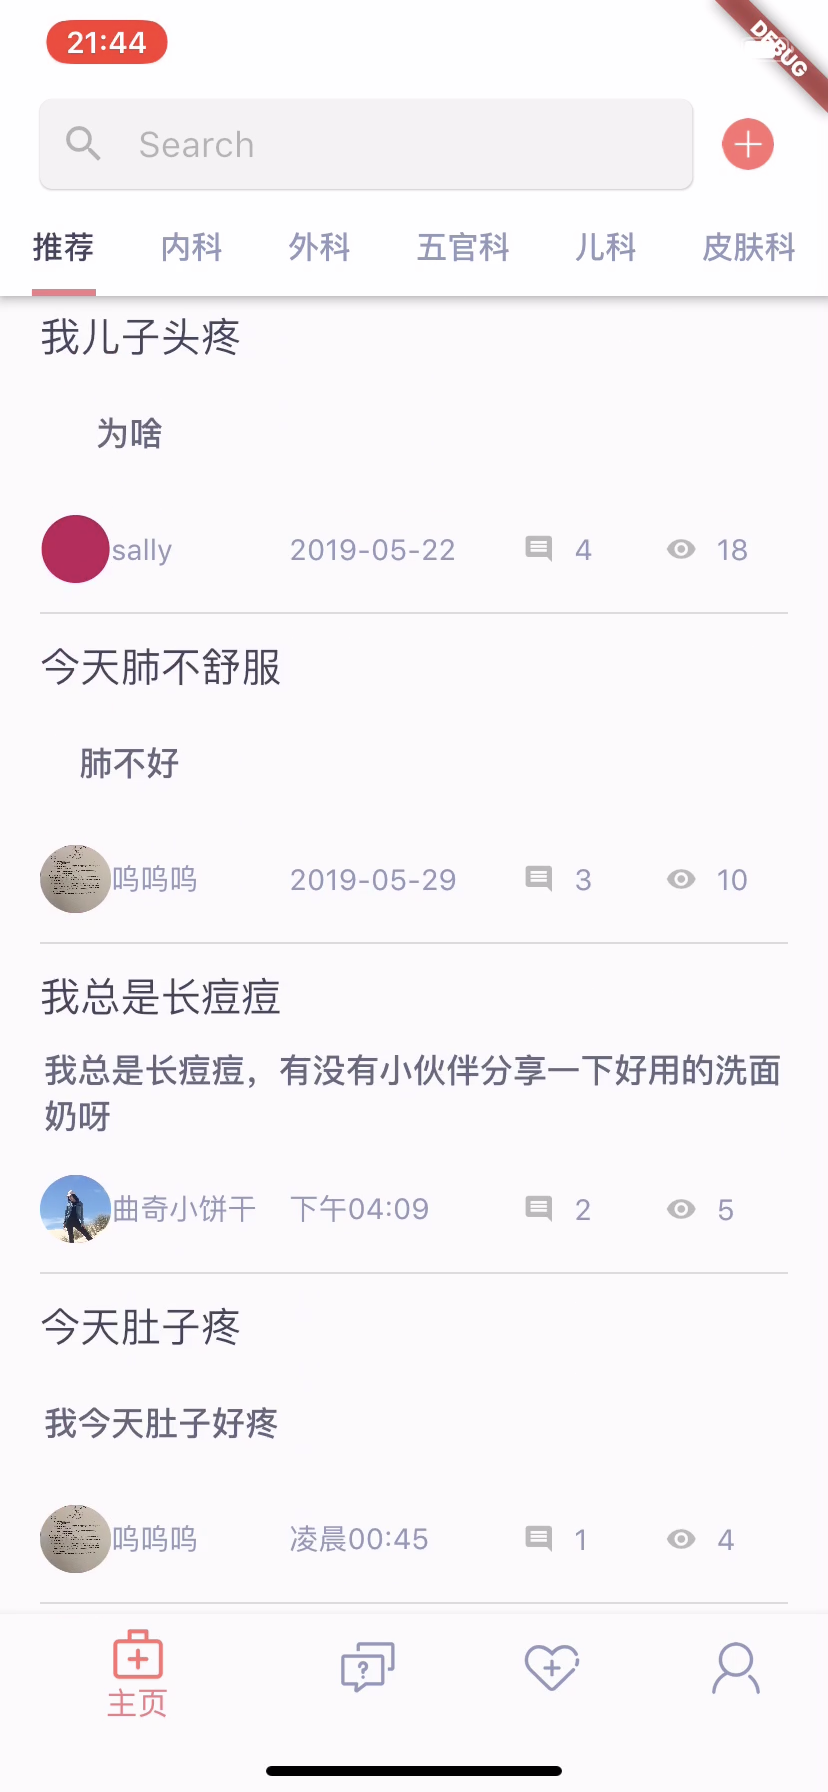 21:44
DEBUG
Search
推荐 内科 外科 五官科 儿科 皮肤科
我儿子头疼
为啥
sally 2019-05-22 4 18
今天肺不舒服
肺不好
呜呜呜 2019-05-29 3 10
我总是长痘痘
我总是长痘痘，有没有小伙伴分享一下好用的洗面
奶呀
曲奇小饼干 下午04:09 2 5
今天肚子疼
我今天肚子好疼
呜呜呜 凌晨00:45 1 4
主页